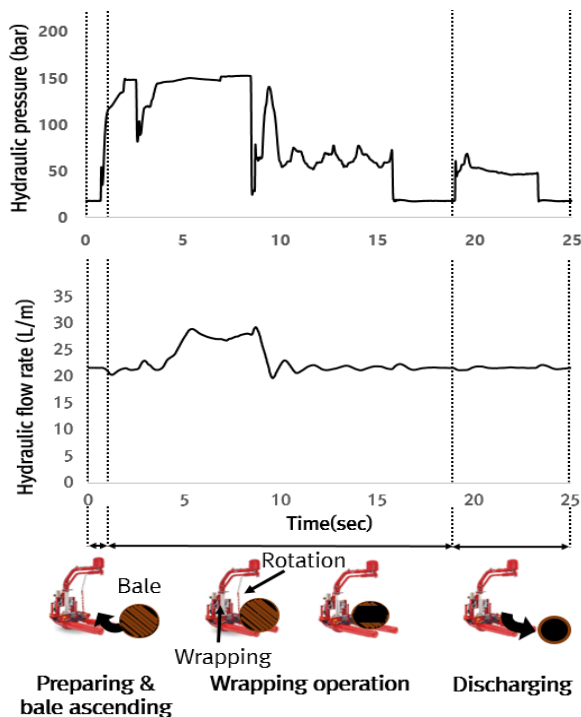 Hydraulic pressure (bar)
200
150
100
50
0
0 5 10 15 20 25
Hydraulic flow rate (L/m)
35
30
25
20
15
10
5
0
0 5 10 15 20 25
Time(sec)
Rotation
Bale
Wrapping
Preparing & bale ascending
Wrapping operation
Discharging